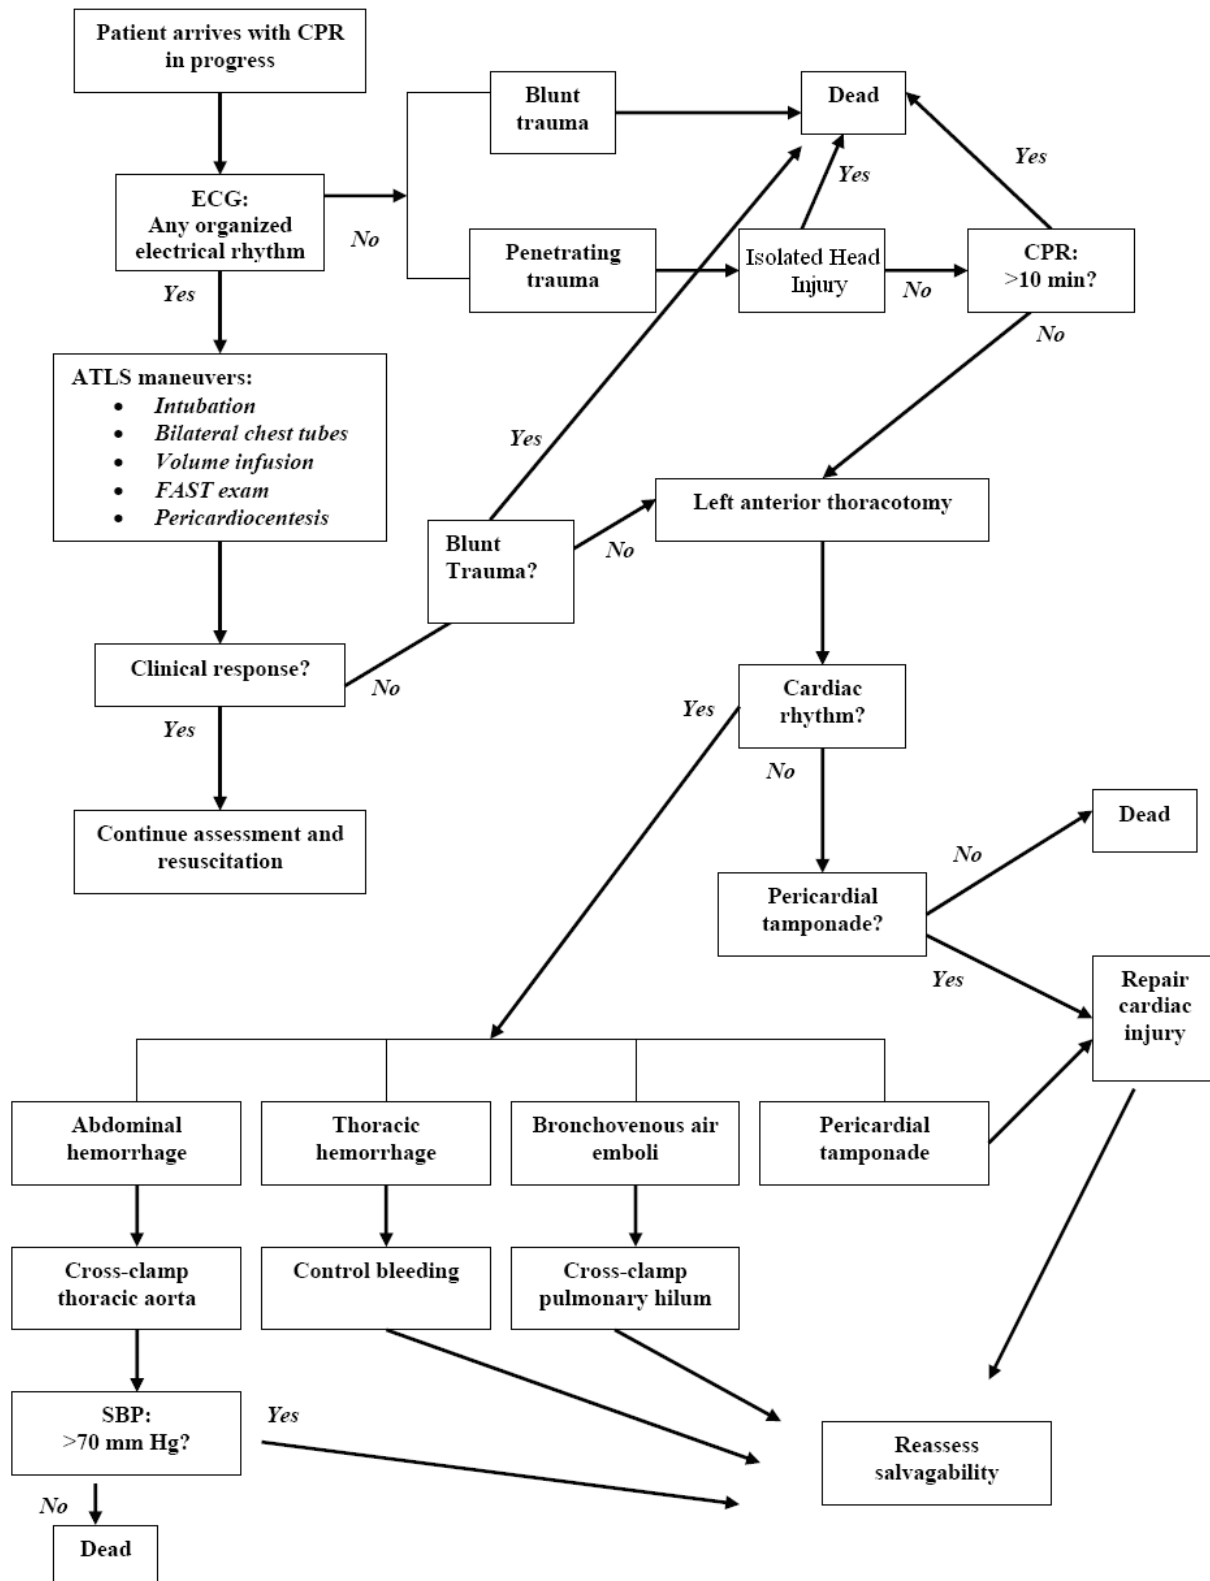 Patient arrives with CPR
in progress
Blunt
trauma
Dead
Yes
Yes
ECG:
Any organized
electrical rhythm
No
Penetrating
trauma
Isolated Head
Injury
No
CPR:
>10 min?
Yes
No
ATLS maneuvers:
• Intubation
• Bilateral chest tubes
• Volume infusion
• FAST exam
• Pericardiocentesis
Yes
Left anterior thoracotomy
Blunt
Trauma?
No
Clinical response?
No
Cardiac
rhythm?
Yes
Yes
No
Continue assessment and
resuscitation
Dead
No
Pericardial
tamponade?
Yes
Repair
cardiac
injury
Abdominal
hemorrhage
Thoracic
hemorrhage
Bronchovenous air
emboli
Pericardial
tamponade
Cross-clamp
thoracic aorta
Control bleeding
Cross-clamp
pulmonary hilum
SBP:
>70 mm Hg?
Yes
Reassess
salvagability
No
Dead